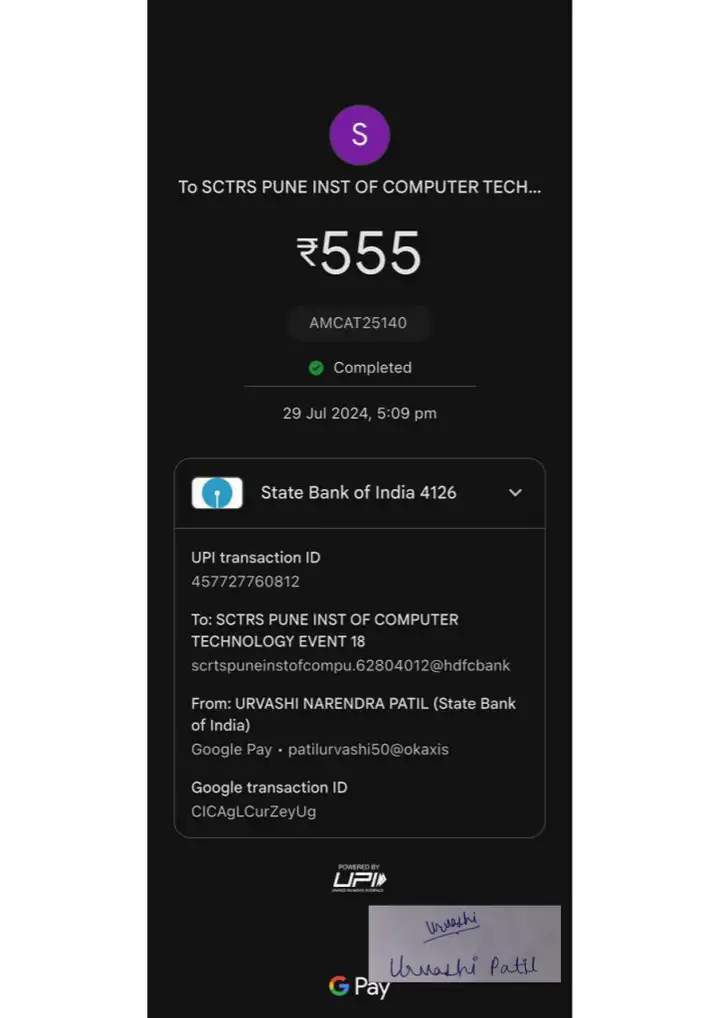 S
To SCTRS PUNE INST OF COMPUTER TECH...
₹555
AMCAT25140
Completed
29 Jul 2024, 5:09 pm
State Bank of India 4126
UPI transaction ID
457727760812
To: SCTRS PUNE INST OF COMPUTER
TECHNOLOGY EVENT 18
scrtspuneinstofcompu.62804012@hdfcbank
From: URVASHI NARENDRA PATIL (State Bank
of India)
Google Pay • patilurvashi50@okaxis
Google transaction ID
CICAgLCurZeyUg
POWERED BY
UPI
UNIFIED PAYMENTS INTERFACE
Urvashi
Urvashi Patil
G Pay